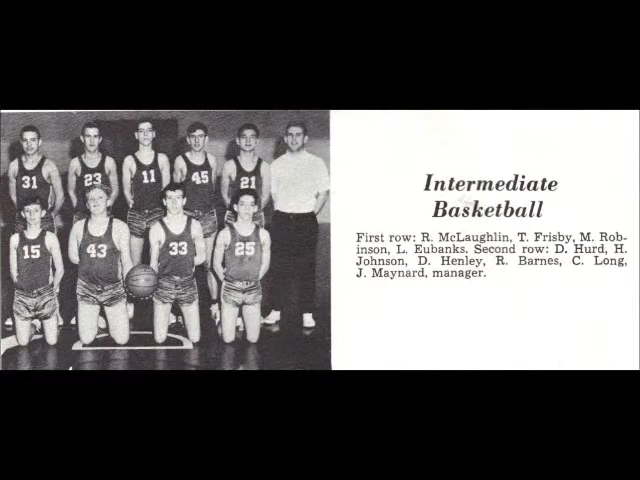 31
23
11
45
21
15
43
33
25
Intermediate
Basketball
First row: R. McLaughlin, T. Frisby, M. Rob-
inson, L. Eubanks. Second row: D. Hurd, H.
Johnson, D. Henley, R. Barnes, C. Long,
J. Maynard, manager.